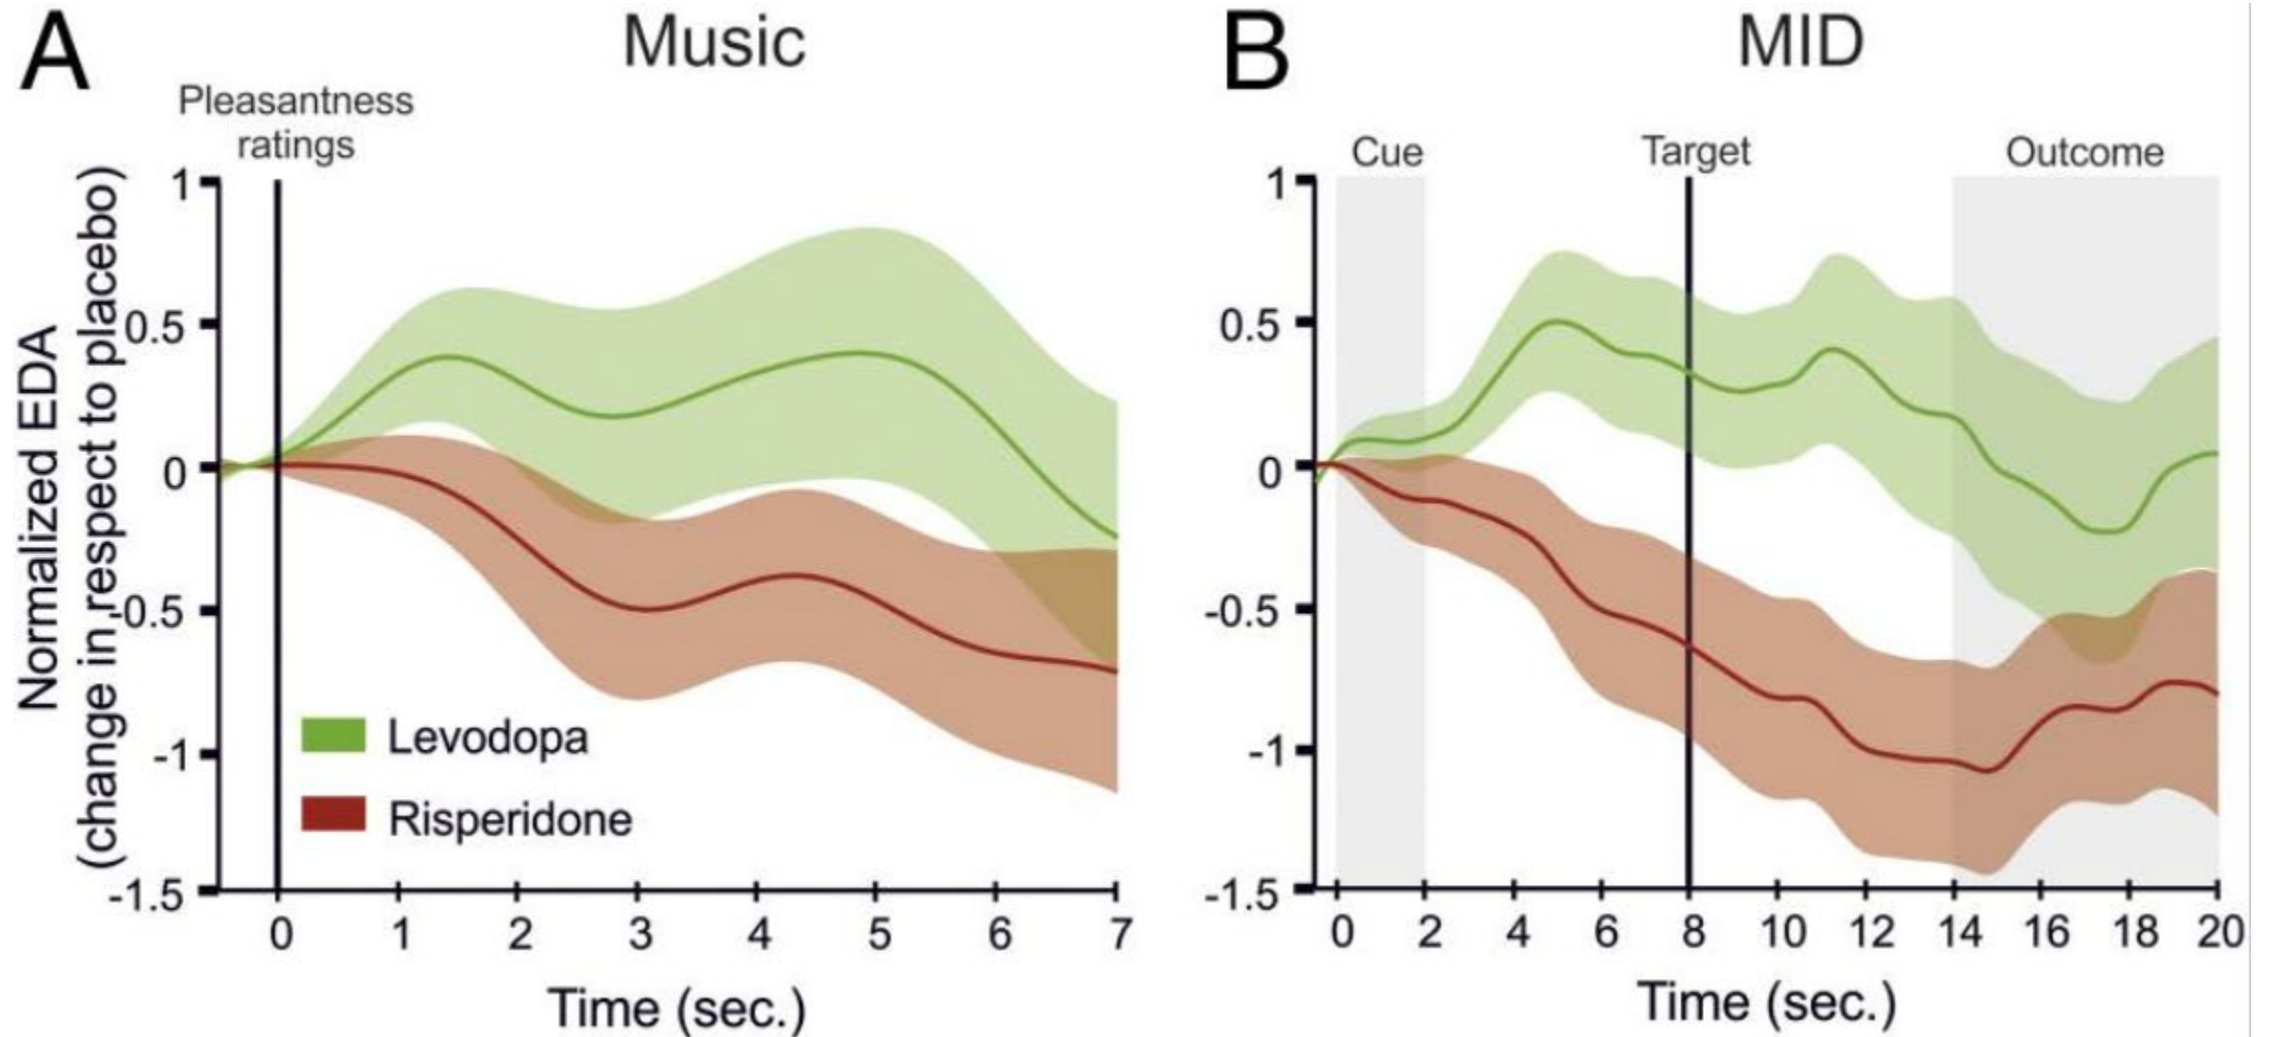 A
Music
Pleasantness
ratings
Normalized EDA
(change in respect to placebo)
1
0.5
0
-0.5
-1
-1.5
Levodopa
Risperidone
0 1 2 3 4 5 6 7
Time (sec.)
B
MID
Cue
Target
Outcome
1
0.5
0
-0.5
-1
-1.5
0 2 4 6 8 10 12 14 16 18 20
Time (sec.)